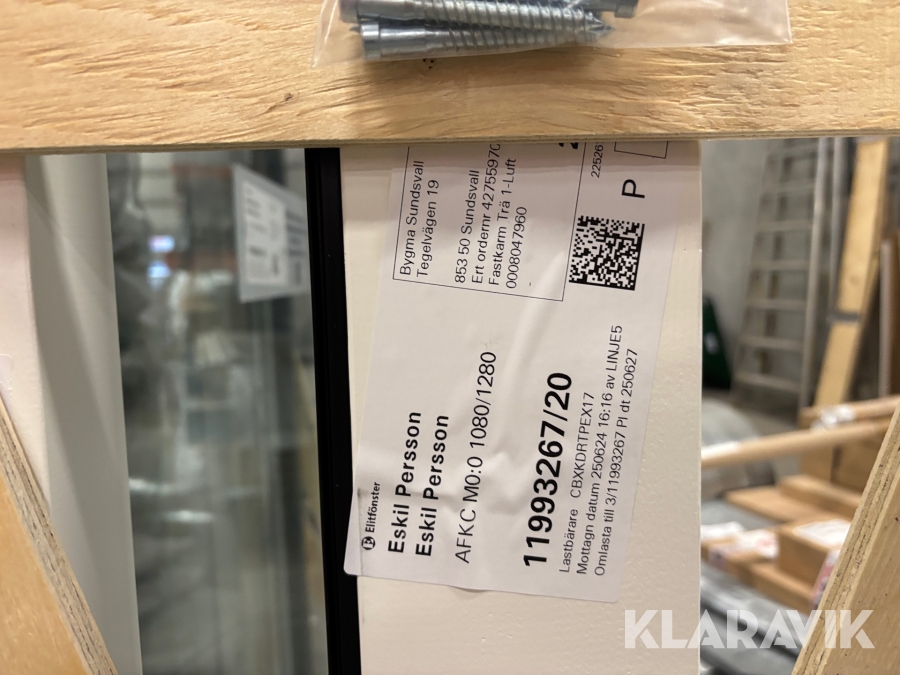 Elitfönster
Eskil Persson
Eskil Persson
AFKC M0:0 1080/1280
11993267/20
Lastbärare CBXKDRTPEX17
Mottagn datum 250624 16:16 av LINJE5
Omlasta till 3/11993267 Pl dt 250627
Bygma Sundsvall
Tegelvägen 19
853 50 Sundsvall
Ert ordernr 42755970
Fastkarm Trä 1-Luft
0008047960
-
22526
P
KLARAVIK